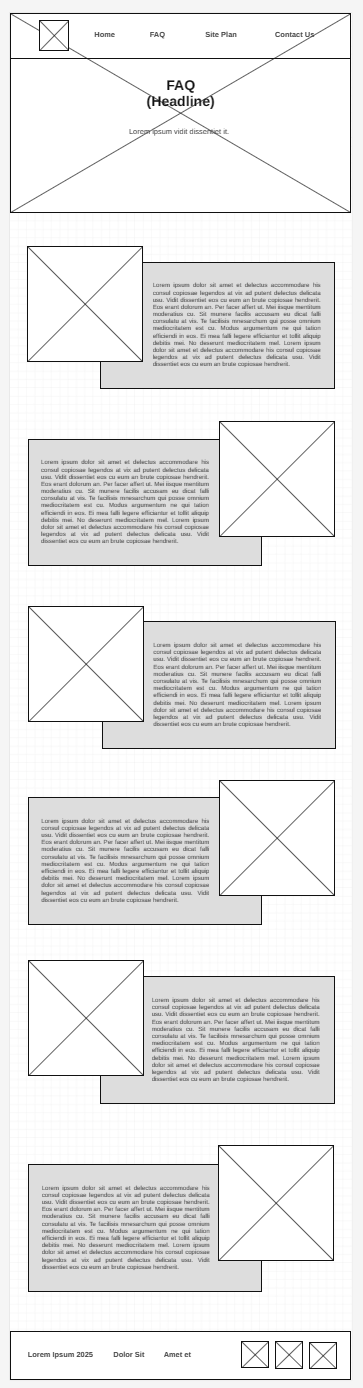 Home FAQ Site Plan Contact Us
FAQ
(Headline)
Lorem ipsum vidit dissentiet it.
Lorem ipsum dolor sit amet et delectus accommodare his
consul copiosae legendos at vix ad putent delectus delicata
usu. Vidit dissentiet eos cu eum an brute copiosae hendrerit.
Eos erant dolorum an. Per facer affert ut. Mei iisque mentitum
moderatius cu. Sit munere facilis accusam eu dicat falli
consulatu at vis. Te facilisis mnesarchum qui posse omnium
mediocritatem est cu. Modus argumentum ne qui tation
efficiendi in eos. Ei mea falli legere efficiantur et tollit aliquip
debitis mei. No deserunt mediocritatem mel. Lorem ipsum
dolor sit amet et delectus accommodare his consul copiosae
legendos at vix ad putent delectus delicata usu. Vidit
dissentiet eos cu eum an brute copiosae hendrerit.
Lorem ipsum dolor sit amet et delectus accommodare his
consul copiosae legendos at vix ad putent delectus delicata
usu. Vidit dissentiet eos cu eum an brute copiosae hendrerit.
Eos erant dolorum an. Per facer affert ut. Mei iisque mentitum
moderatius cu. Sit munere facilis accusam eu dicat falli
consulatu at vis. Te facilisis mnesarchum qui posse omnium
mediocritatem est cu. Modus argumentum ne qui tation
efficiendi in eos. Ei mea falli legere efficiantur et tollit aliquip
debitis mei. No deserunt mediocritatem mel. Lorem ipsum
dolor sit amet et delectus accommodare his consul copiosae
legendos at vix ad putent delectus delicata usu. Vidit
dissentiet eos cu eum an brute copiosae hendrerit.
Lorem ipsum dolor sit amet et delectus accommodare his
consul copiosae legendos at vix ad putent delectus delicata
usu. Vidit dissentiet eos cu eum an brute copiosae hendrerit.
Eos erant dolorum an. Per facer affert ut. Mei iisque mentitum
moderatius cu. Sit munere facilis accusam eu dicat falli
consulatu at vis. Te facilisis mnesarchum qui posse omnium
mediocritatem est cu. Modus argumentum ne qui tation
efficiendi in eos. Ei mea falli legere efficiantur et tollit aliquip
debitis mei. No deserunt mediocritatem mel. Lorem ipsum
dolor sit amet et delectus accommodare his consul copiosae
legendos at vix ad putent delectus delicata usu. Vidit
dissentiet eos cu eum an brute copiosae hendrerit.
Lorem ipsum dolor sit amet et delectus accommodare his
consul copiosae legendos at vix ad putent delectus delicata
usu. Vidit dissentiet eos cu eum an brute copiosae hendrerit.
Eos erant dolorum an. Per facer affert ut. Mei iisque mentitum
moderatius cu. Sit munere facilis accusam eu dicat falli
consulatu at vis. Te facilisis mnesarchum qui posse omnium
mediocritatem est cu. Modus argumentum ne qui tation
efficiendi in eos. Ei mea falli legere efficiantur et tollit aliquip
debitis mei. No deserunt mediocritatem mel. Lorem ipsum
dolor sit amet et delectus accommodare his consul copiosae
legendos at vix ad putent delectus delicata usu. Vidit
dissentiet eos cu eum an brute copiosae hendrerit.
Lorem ipsum dolor sit amet et delectus accommodare his
consul copiosae legendos at vix ad putent delectus delicata
usu. Vidit dissentiet eos cu eum an brute copiosae hendrerit.
Eos erant dolorum an. Per facer affert ut. Mei iisque mentitum
moderatius cu. Sit munere facilis accusam eu dicat falli
consulatu at vis. Te facilisis mnesarchum qui posse omnium
mediocritatem est cu. Modus argumentum ne qui tation
efficiendi in eos. Ei mea falli legere efficiantur et tollit aliquip
debitis mei. No deserunt mediocritatem mel. Lorem ipsum
dolor sit amet et delectus accommodare his consul copiosae
legendos at vix ad putent delectus delicata usu. Vidit
dissentiet eos cu eum an brute copiosae hendrerit.
Lorem ipsum dolor sit amet et delectus accommodare his
consul copiosae legendos at vix ad putent delectus delicata
usu. Vidit dissentiet eos cu eum an brute copiosae hendrerit.
Eos erant dolorum an. Per facer affert ut. Mei iisque mentitum
moderatius cu. Sit munere facilis accusam eu dicat falli
consulatu at vis. Te facilisis mnesarchum qui posse omnium
mediocritatem est cu. Modus argumentum ne qui tation
efficiendi in eos. Ei mea falli legere efficiantur et tollit aliquip
debitis mei. No deserunt mediocritatem mel. Lorem ipsum
dolor sit amet et delectus accommodare his consul copiosae
legendos at vix ad putent delectus delicata usu. Vidit
dissentiet eos cu eum an brute copiosae hendrerit.
Lorem Ipsum 2025 Dolor Sit Amet et